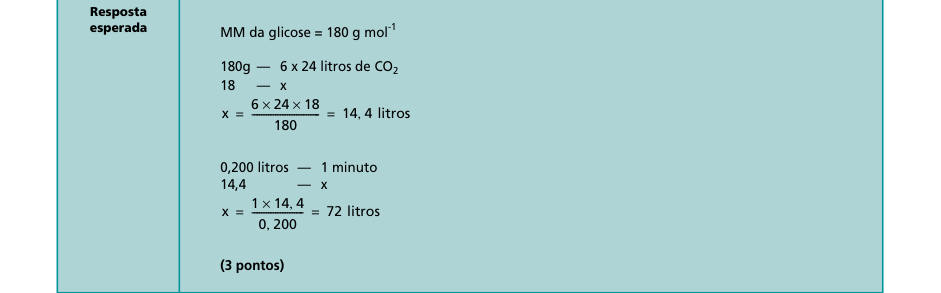 Resposta
esperada
MM da glicose = 180 g mol⁻¹
180g — 6 x 24 litros de CO₂
18 — x
x = 6 × 24 × 18 / 180 = 14, 4 litros
0,200 litros — 1 minuto
14,4 — x
x = 1 × 14, 4 / 0, 200 = 72 litros
(3 pontos)